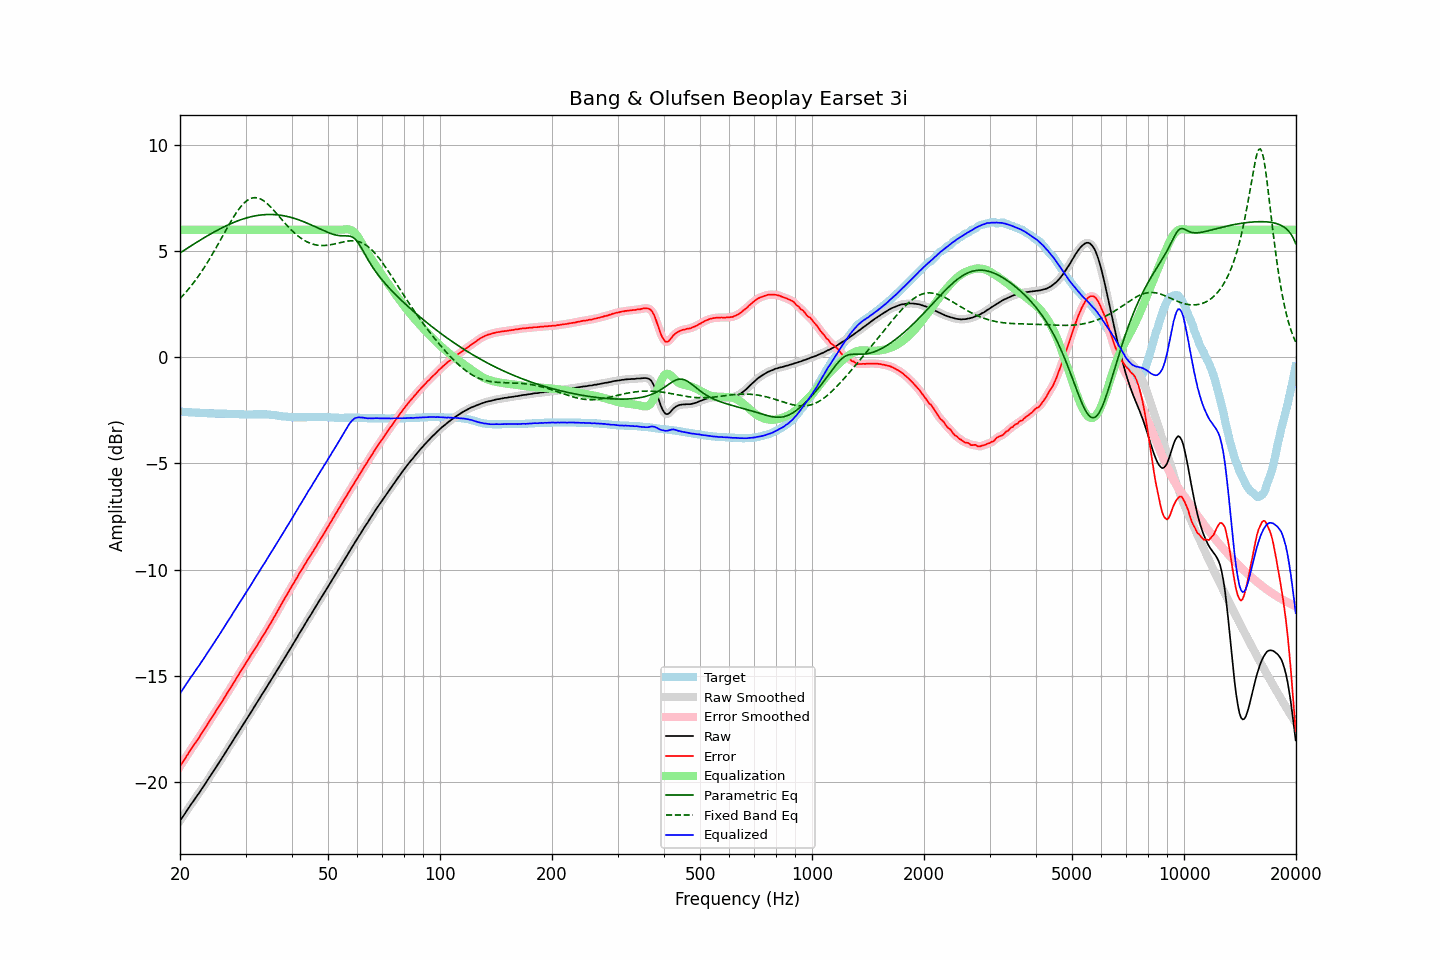 Bang & Olufsen Beoplay Earset 3i
Amplitude (dBr)
10
5
0
−5
−10
−15
−20
Target
Raw Smoothed
Error Smoothed
Raw
Error
Equalization
Parametric Eq
Fixed Band Eq
Equalized
20 50 100 200 500 1000 2000 5000 10000 20000
Frequency (Hz)